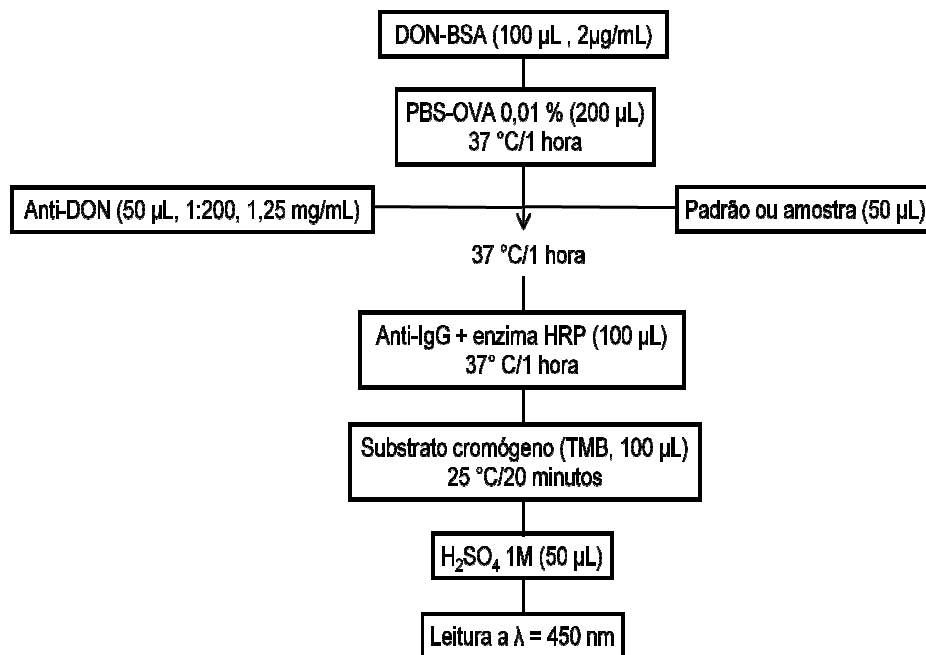 DON-BSA (100 µL , 2µg/mL)
PBS-OVA 0,01 % (200 µL)
37 °C/1 hora
Anti-DON (50 µL, 1:200, 1,25 mg/mL)
Padrão ou amostra (50 µL)
37 °C/1 hora
Anti-IgG + enzima HRP (100 µL)
37° C/1 hora
Substrato cromógeno (TMB, 100 µL)
25 °C/20 minutos
H₂SO₄ 1M (50 µL)
Leitura a λ = 450 nm